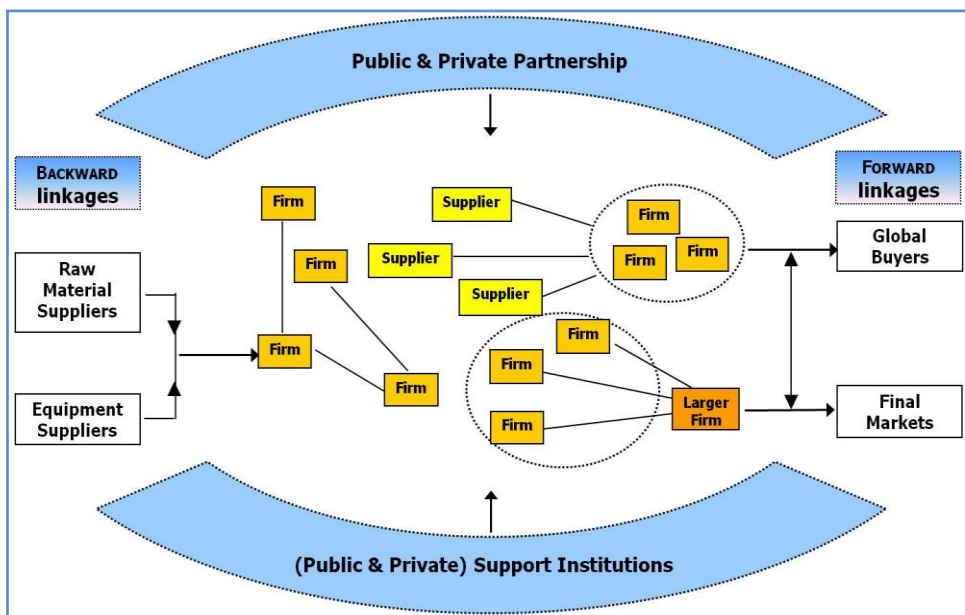 Public & Private Partnership
BACKWARD
linkages
FORWARD
linkages
Firm
Supplier
Firm
Global
Buyers
Supplier
Firm
Firm
Raw
Material
Suppliers
Firm
Supplier
Firm
Firm
Firm
Firm
Equipment
Suppliers
Firm
Larger
Firm
Final
Markets
(Public & Private) Support Institutions